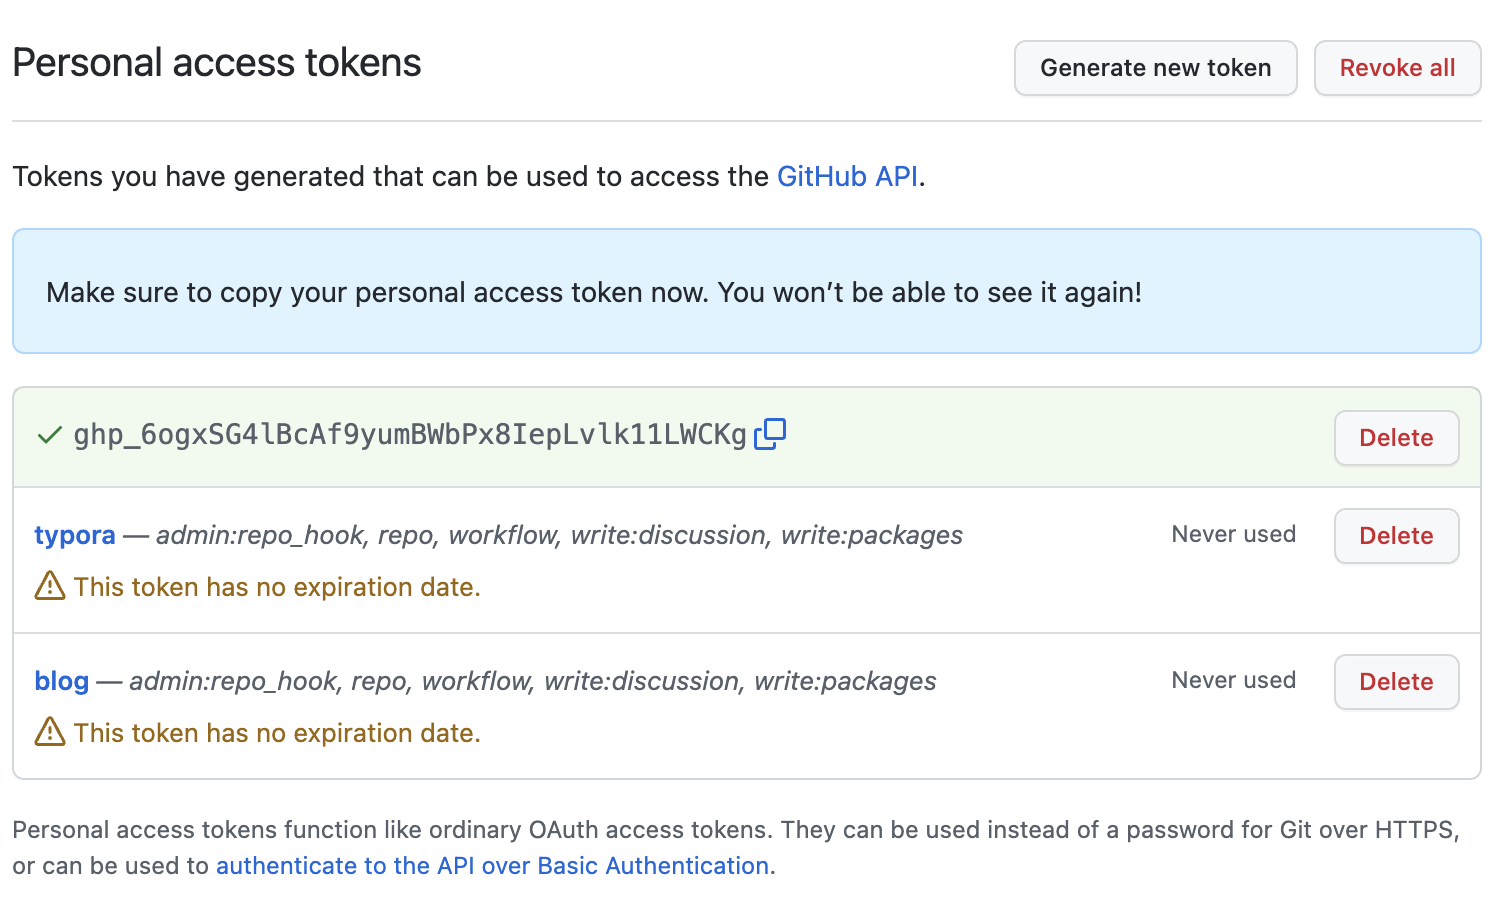 Personal access tokens
Generate new token
Revoke all
Tokens you have generated that can be used to access the GitHub API.
Make sure to copy your personal access token now. You won’t be able to see it again!
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
Delete
typora — admin:repo_hook, repo, workflow, write:discussion, write:packages
Never used
Delete
This token has no expiration date.
blog — admin:repo_hook, repo, workflow, write:discussion, write:packages
Never used
Delete
This token has no expiration date.
Personal access tokens function like ordinary OAuth access tokens. They can be used instead of a password for Git over HTTPS,
or can be used to authenticate to the API over Basic Authentication.